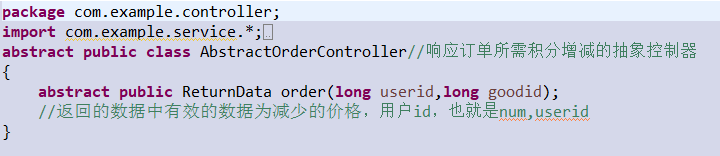 package com.example.controller;
import com.example.service.*;
abstract public class AbstractOrderController//响应订单所需积分增减的抽象控制器
{
    abstract public ReturnData order(long userid,long goodid);
    //返回的数据中有效的数据为减少的价格，用户id，也就是num,userid
}